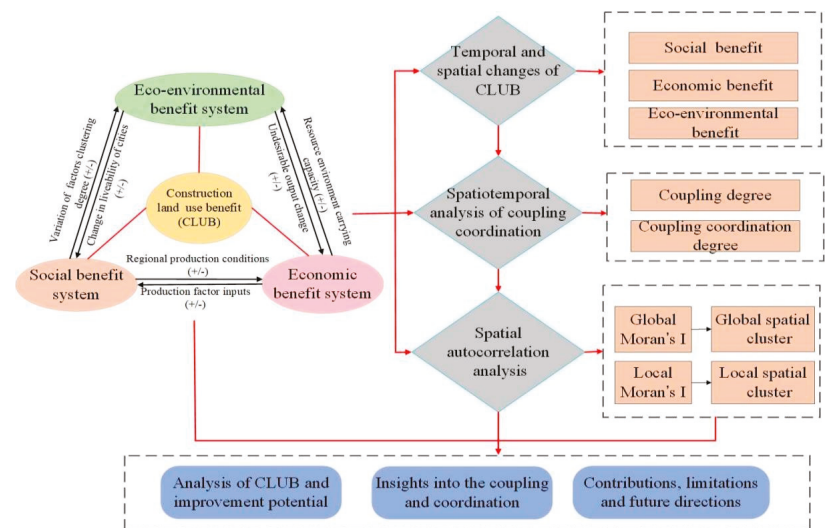 Eco-environmental
benefit system
Variation of factors clustering
degree (+/-)
Change in liveability of cities
(+/-)
Resource environment carrying
capacity (+/-)
Undesirable output change
(+/-)
Construction
land use benefit
(CLUB)
Social benefit
system
Regional production conditions
(+/-)
Production factor inputs
(+/-)
Economic
benefit system
Temporal and
spatial changes of
CLUB
Social benefit
Economic benefit
Eco-environmental
benefit
Spatiotemporal
analysis of coupling
coordination
Coupling degree
Coupling coordination
degree
Spatial
autocorrelation
analysis
Global
Moran's I
Global spatial
cluster
Local
Moran's I
Local spatial
cluster
Analysis of CLUB and
improvement potential
Insights into the coupling
and coordination
Contributions, limitations
and future directions